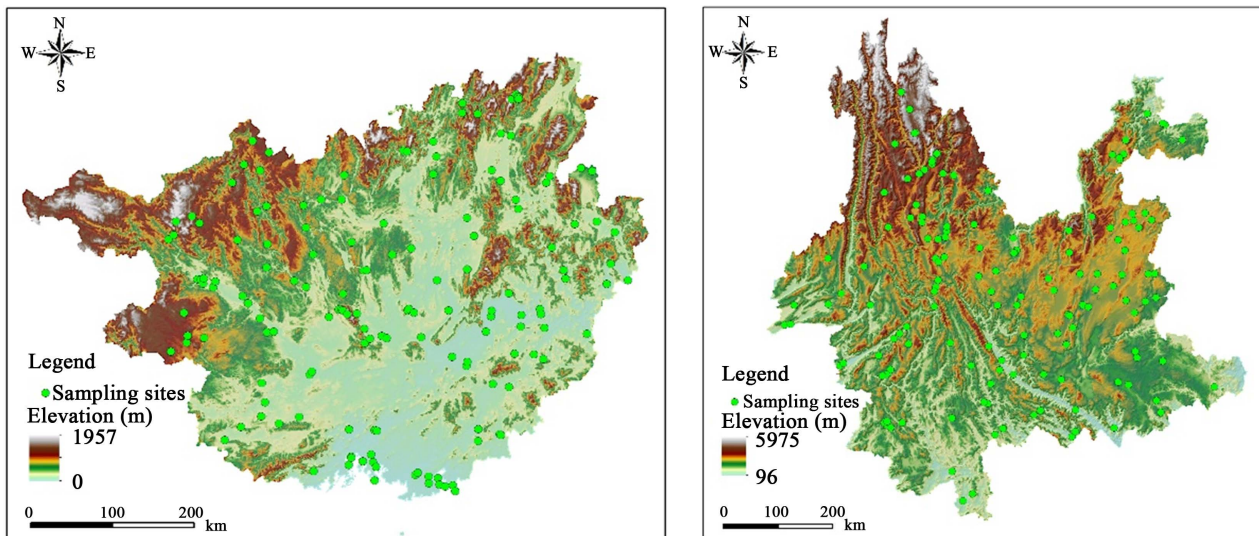 N
W E
S
Legend
Sampling sites
Elevation (m)
1957
0
0 100 200
km
N
W E
S
Legend
Sampling sites
Elevation (m)
5975
96
0 100 200
km